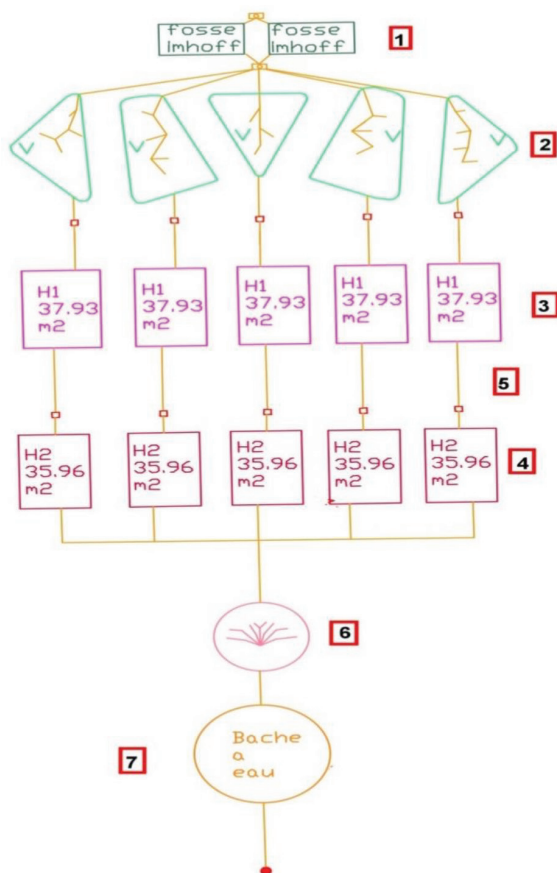 fosse
Imhoff
fosse
Imhoff
1
V
V
V
V
V
2
H1
37.93
m2
H1
37.93
m2
H1
37.93
m2
H1
37.93
m2
H1
37.93
m2
3
5
H2
35.96
m2
H2
35.96
m2
H2
35.96
m2
H2
35.96
m2
H2
35.96
m2
4
6
Bache
a
eau
7